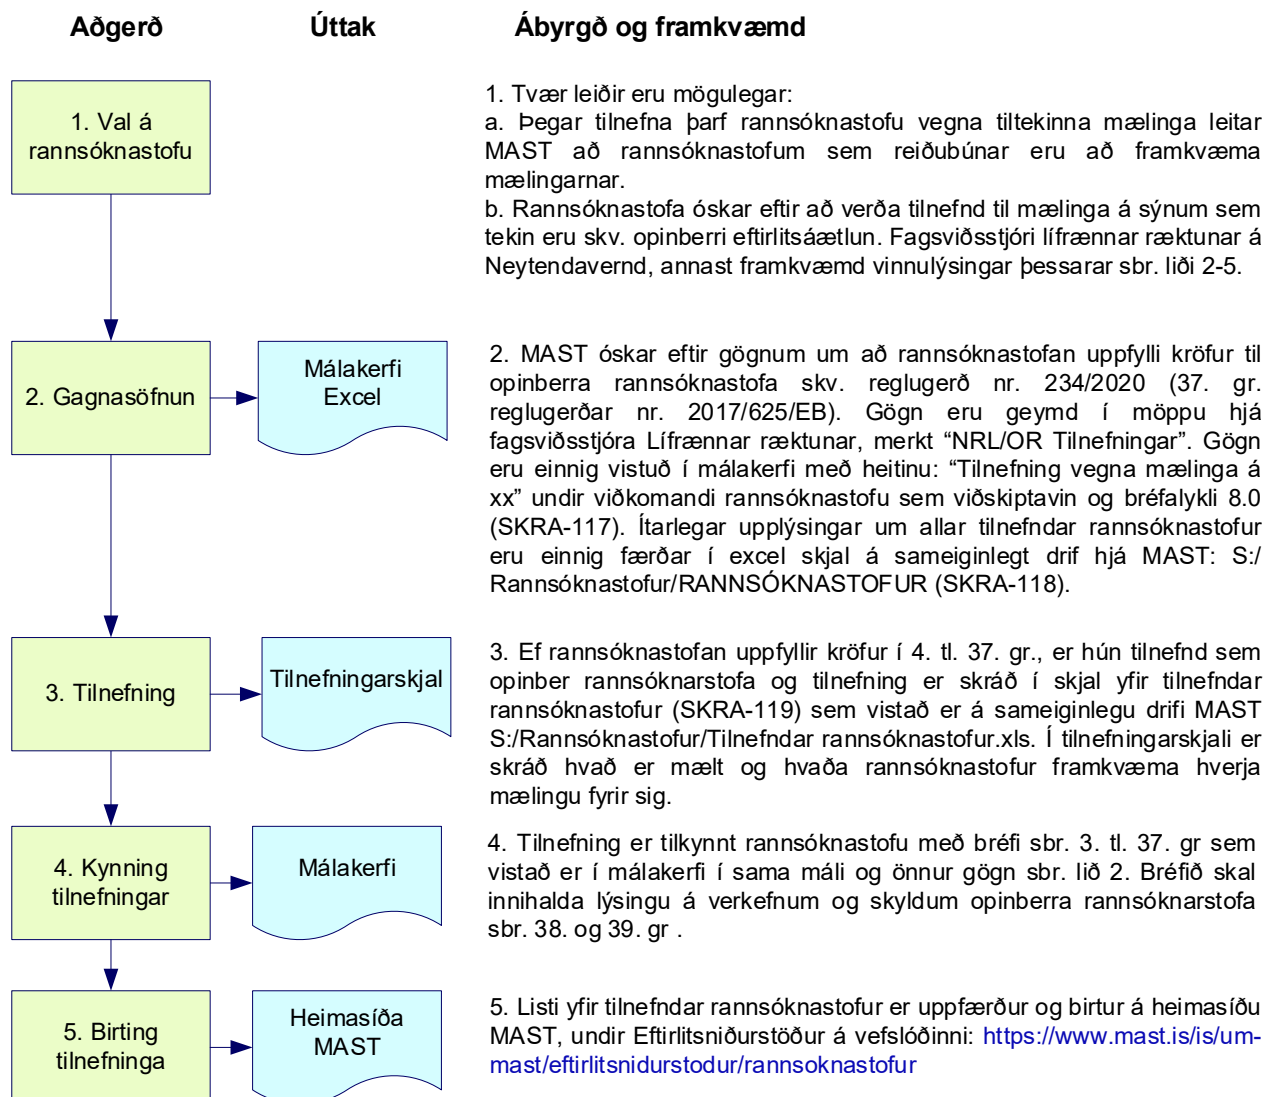 Aðgerð
Úttak
Ábyrgð og framkvæmd
1. Val á
rannsóknastofu
1. Tvær leiðir eru mögulegar:
a. Þegar tilnefna þarf rannsóknastofu vegna tiltekinna mælinga leitar
MAST að rannsóknastofum sem reiðubúnar eru að framkvæma
mælingarnar.
b. Rannsóknastofa óskar eftir að verða tilnefnd til mælinga á sýnum sem
tekin eru skv. opinberri eftirlitsáætlun. Fagsviðsstjóri lífrænnar ræktunar á
Neytendavernd, annast framkvæmd vinnulýsingar þessarar sbr. liði 2-5.
2. Gagnasöfnun
Málakerfi
Excel
2. MAST óskar eftir gögnum um að rannsóknastofan uppfylli kröfur til
opinberra rannsóknastofa skv. reglugerð nr. 234/2020 (37. gr.
reglugerðar nr. 2017/625/EB). Gögn eru geymd í möppu hjá
fagsviðsstjóra Lífrænnar ræktunar, merkt “NRL/OR Tilnefningar”. Gögn
eru einnig vistuð í málakerfi með heitinu: “Tilnefning vegna mælinga á
xx” undir viðkomandi rannsóknastofu sem viðskiptavin og bréfalykli 8.0
(SKRA-117). Ítarlegar upplýsingar um allar tilnefndar rannsóknastofur
eru einnig færðar í excel skjal á sameiginlegt drif hjá MAST: S:/
Rannsóknastofur/RANNSÓKNASTOFUR (SKRA-118).
3. Tilnefning
Tilnefningarskjal
3. Ef rannsóknastofan uppfyllir kröfur í 4. tl. 37. gr., er hún tilnefnd sem
opinber rannsóknarstofa og tilnefning er skráð í skjal yfir tilnefndar
rannsóknastofur (SKRA-119) sem vistað er á sameiginlegu drifi MAST
S:/Rannsóknastofur/Tilnefndar rannsóknastofur.xls. Í tilnefningarskjali er
skráð hvað er mælt og hvaða rannsóknastofur framkvæma hverja
mælingu fyrir sig.
4. Kynning
tilnefningar
Málakerfi
4. Tilnefning er tilkynnt rannsóknastofu með bréfi sbr. 3. tl. 37. gr sem
vistað er í málakerfi í sama máli og önnur gögn sbr. lið 2. Bréfið skal
innihalda lýsingu á verkefnum og skyldum opinberra rannsóknarstofa
sbr. 38. og 39. gr .
5. Birting
tilnefninga
Heimasíða
MAST
5. Listi yfir tilnefndar rannsóknastofur er uppfærður og birtur á heimasíðu
MAST, undir Eftirlitsniðurstöður á vefslóðinni: https://www.mast.is/is/um-
mast/eftirlitsnidurstodur/rannsoknastofur